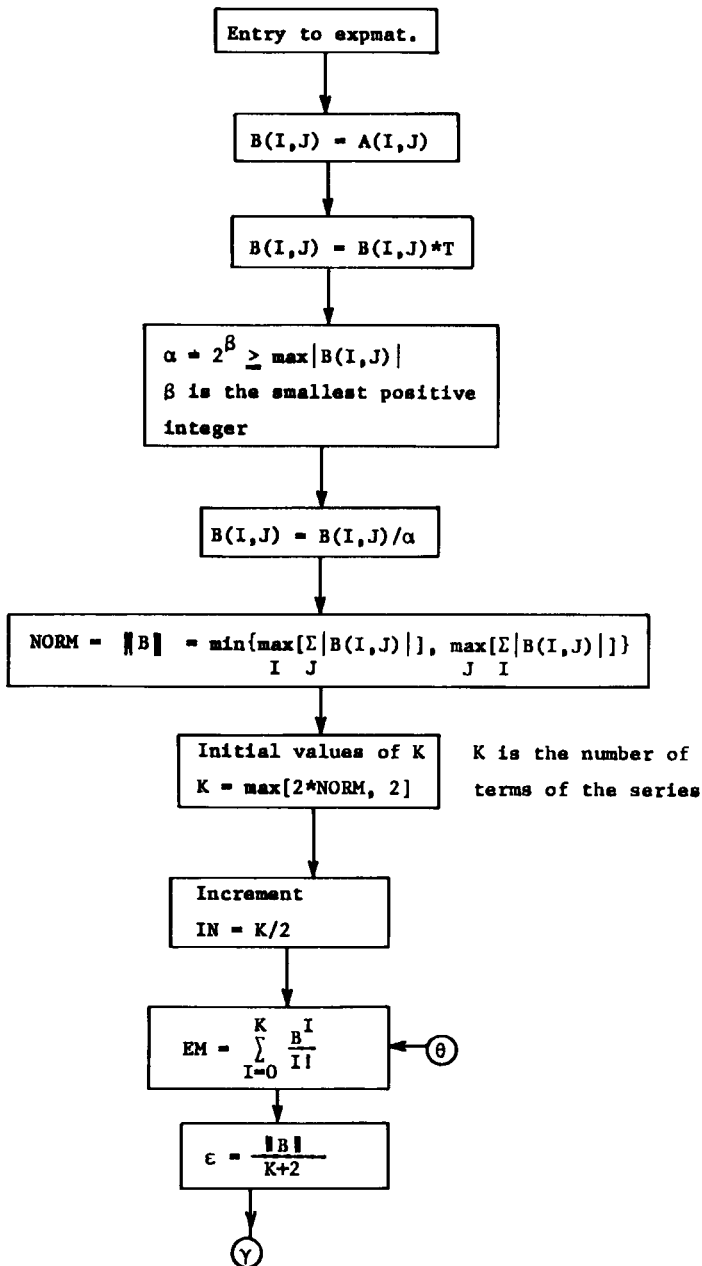 Entry to expmat.
B(I,J) = A(I,J)
B(I,J) = B(I,J)*T
α = 2^β ≥ max|B(I,J)|
β is the smallest positive
integer
B(I,J) = B(I,J)/α
NORM = ‖B‖ = min{max[Σ|B(I,J)|], max[Σ|B(I,J)|]}
I J J I
Initial values of K
K = max[2*NORM, 2]
K is the number of
terms of the series
Increment
IN = K/2
K
EM = Σ B^I / I!
I=0
θ
ε = ‖B‖ / K+2
γ